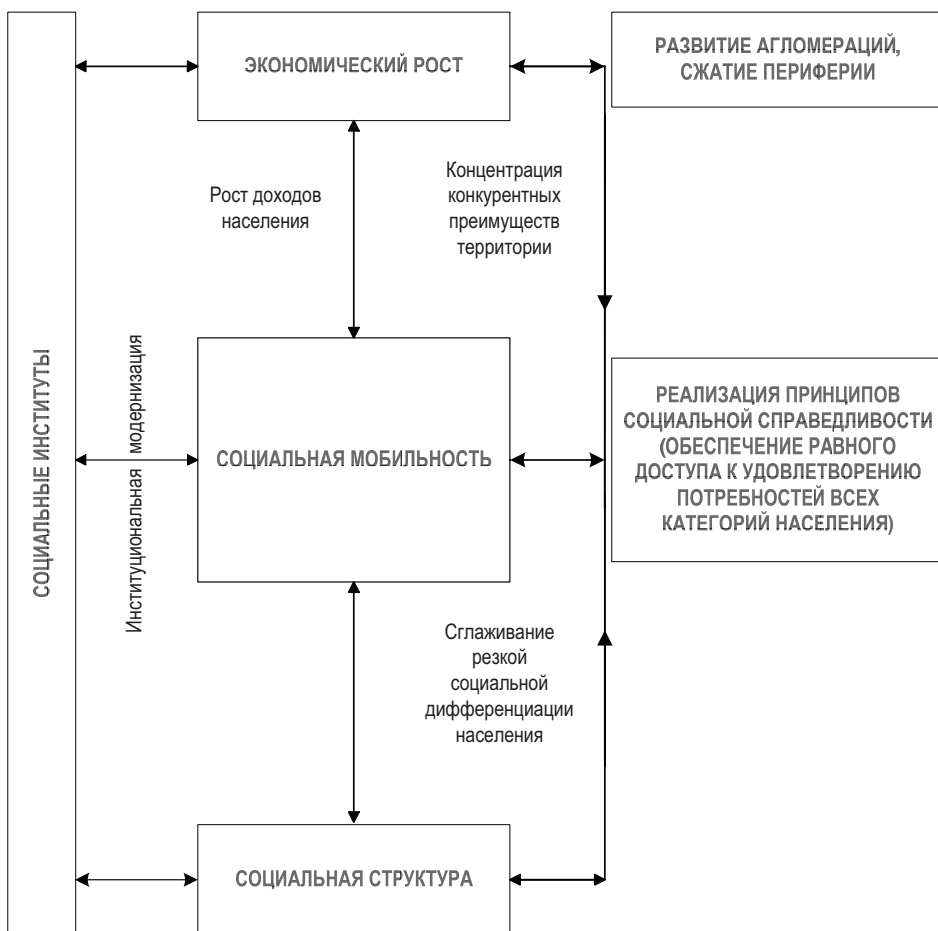 ЭКОНОМИЧЕСКИЙ РОСТ
РАЗВИТИЕ АГЛОМЕРАЦИЙ,
СЖАТИЕ ПЕРИФЕРИИ
Рост доходов
населения
Концентрация
конкурентных
преимуществ
территории
СОЦИАЛЬНЫЕ ИНСТИТУТЫ
Институциональная модернизация
СОЦИАЛЬНАЯ МОБИЛЬНОСТЬ
РЕАЛИЗАЦИЯ ПРИНЦИПОВ
СОЦИАЛЬНОЙ СПРАВЕДЛИВОСТИ
(ОБЕСПЕЧЕНИЕ РАВНОГО
ДОСТУПА К УДОВЛЕТВОРЕНИЮ
ПОТРЕБНОСТЕЙ ВСЕХ
КАТЕГОРИЙ НАСЕЛЕНИЯ)
Сглаживание
резкой
социальной
дифференциации
населения
СОЦИАЛЬНАЯ СТРУКТУРА